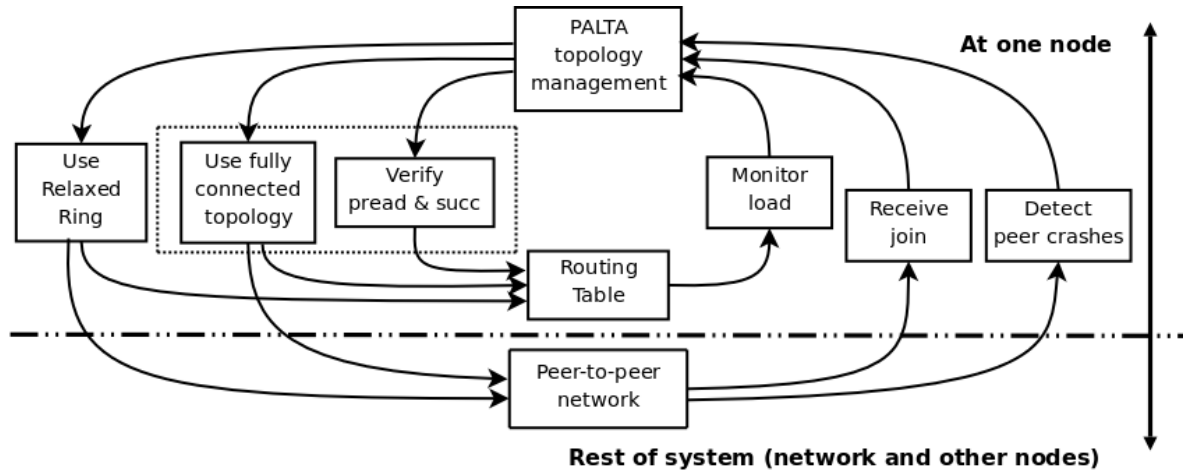 PALTA
topology
management
At one node
Use
Relaxed
Ring
Use fully
connected
topology
Verify
pread & succ
Monitor
load
Receive
join
Detect
peer crashes
Routing
Table
Peer-to-peer
network
Rest of system (network and other nodes)